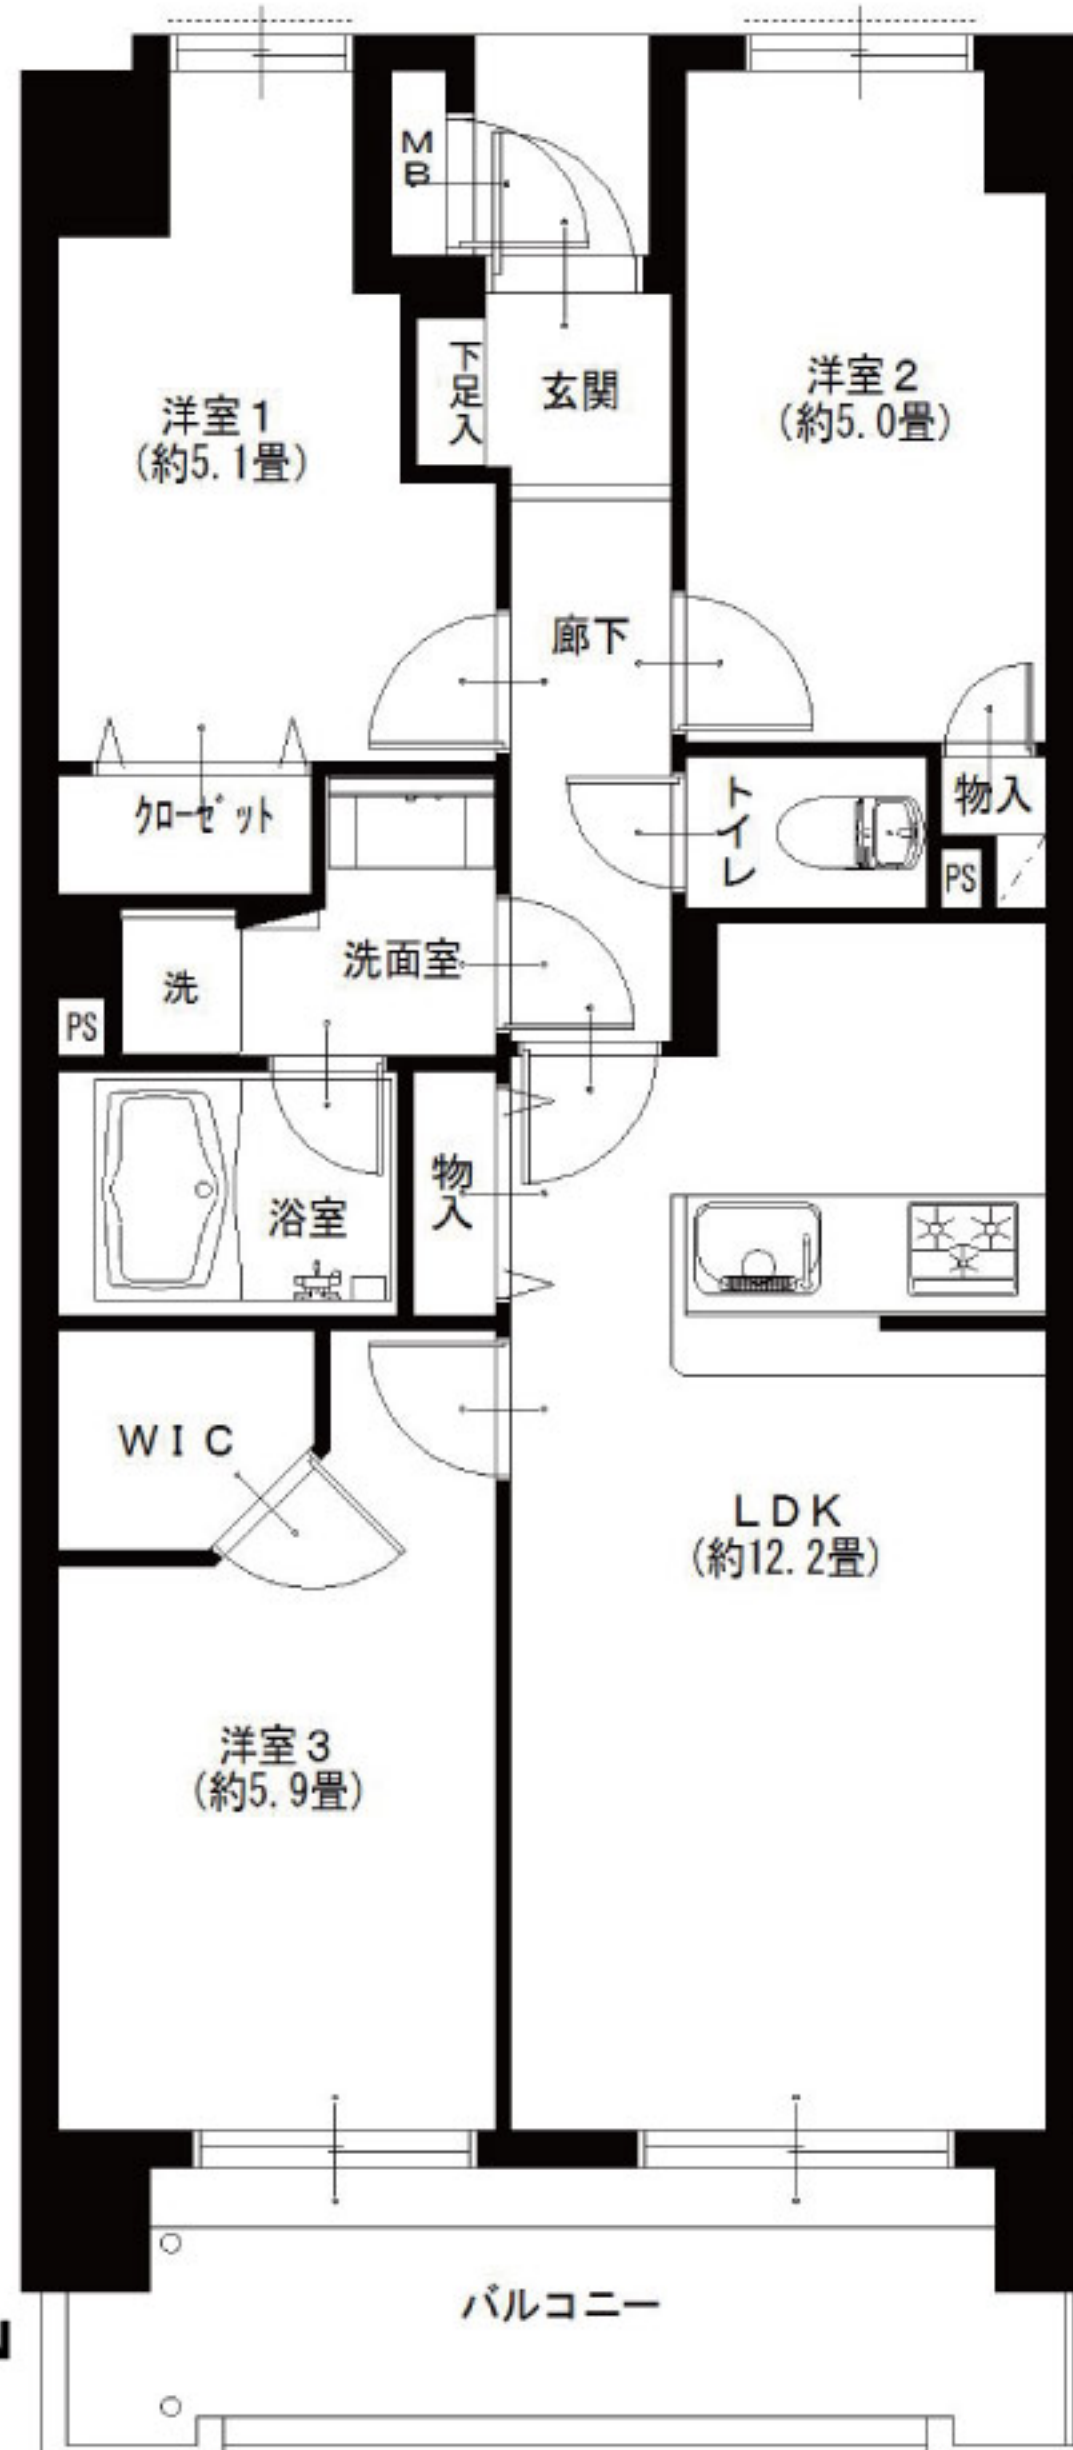 MB
下足入
玄関
洋室1
(約5.1畳)
洋室2
(約5.0畳)
廊下
クローゼット
トイレ
物入
PS
洗面室
洗
PS
物入
浴室
WIC
LDK
(約12.2畳)
洋室3
(約5.9畳)
バルコニー
N